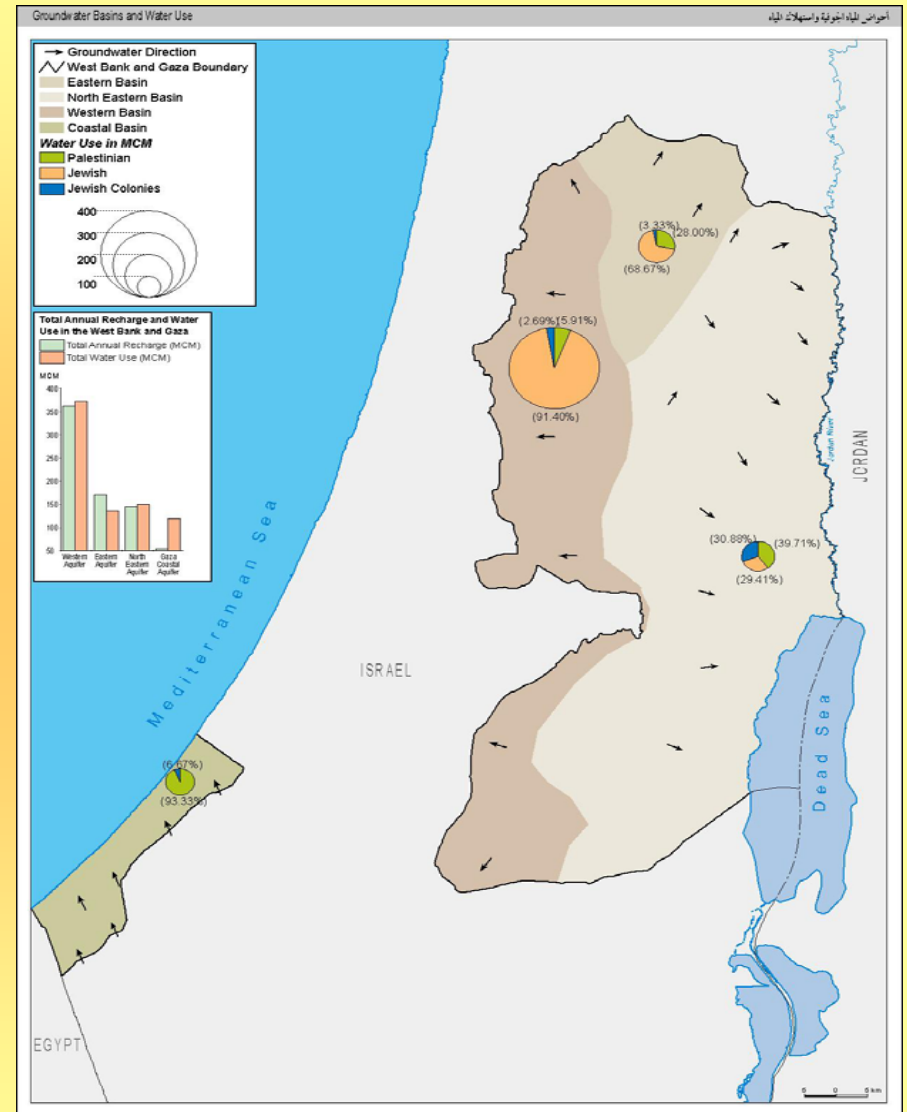 Groundwater Basins and Water Use
أحواض المياه الجوفية واستهلاك المياه
Groundwater Direction
West Bank and Gaza Boundary
Eastern Basin
North Eastern Basin
Western Basin
Coastal Basin
Water Use in MCM
Palestinian
Jewish
Jewish Colonies
400
300
200
100
Total Annual Recharge and Water
Use in the West Bank and Gaza
Total Annual Recharge (MCM)
Total Water Use (MCM)
MCM
400
350
300
250
200
150
100
50
Western
Aquifer
Eastern
Aquifer
North
Eastern
Aquifer
Gaza
Coastal
Aquifer
(3.33%)
(28.00%)
(68.67%)
(2.69%)
(5.91%)
(91.40%)
(30.88%)
(39.71%)
(29.41%)
(6.67%)
(93.33%)
Mediterranean Sea
ISRAEL
JORDAN
Jordan River
Dead Sea
EGYPT
5 0 5 km